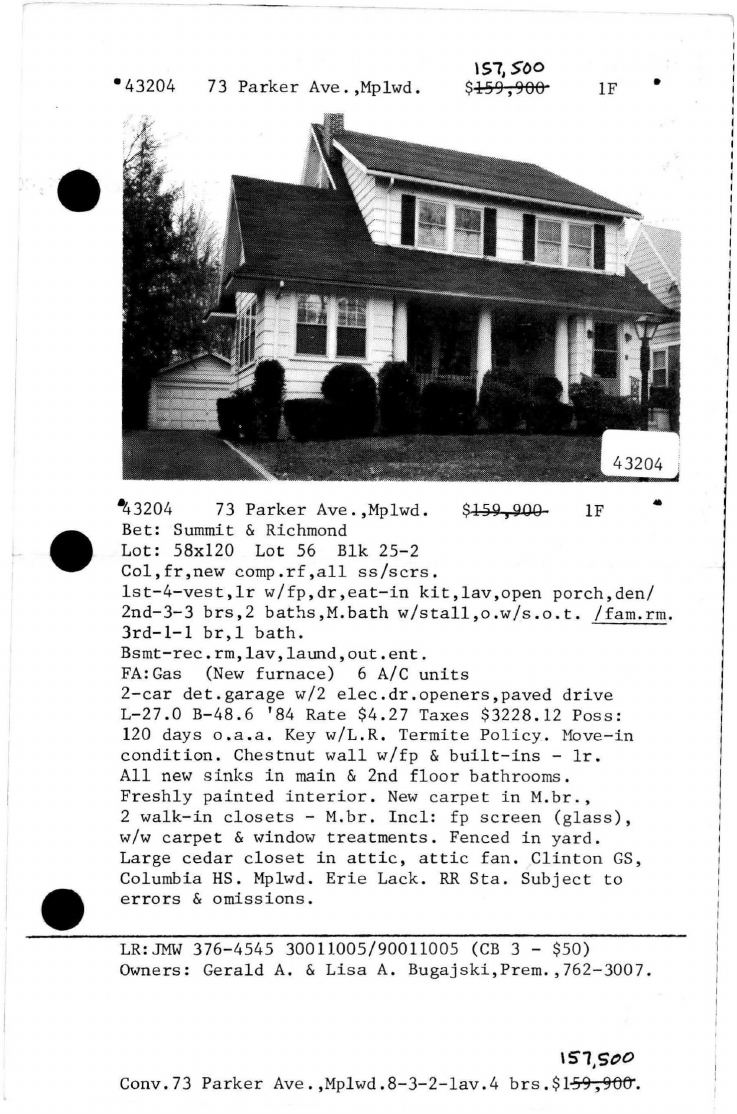 157,500
43204 73 Parker Ave.,Mplwd. $159,900 1F
43204
43204 73 Parker Ave.,Mplwd. $159,900 1F
Bet: Summit & Richmond
Lot: 58x120 Lot 56 Blk 25-2
Col,fr,new comp.rf,all ss/scrs.
1st-4-vest,lr w/fp,dr,eat-in kit,lav,open porch,den/
2nd-3-3 brs,2 baths,M.bath w/stall,o.w/s.o.t. /fam.rm.
3rd-1-1 br,1 bath.
Bsmt-rec.rm,lav,laund,out.ent.
FA:Gas (New furnace) 6 A/C units
2-car det.garage w/2 elec.dr.openers,paved drive
L-27.0 B-48.6 '84 Rate $4.27 Taxes $3228.12 Poss:
120 days o.a.a. Key w/L.R. Termite Policy. Move-in
condition. Chestnut wall w/fp & built-ins - lr.
All new sinks in main & 2nd floor bathrooms.
Freshly painted interior. New carpet in M.br.,
2 walk-in closets - M.br. Incl: fp screen (glass),
w/w carpet & window treatments. Fenced in yard.
Large cedar closet in attic, attic fan. Clinton GS,
Columbia HS. Mplwd. Erie Lack. RR Sta. Subject to
errors & omissions.
LR:JMW 376-4545 30011005/90011005 (CB 3 - $50)
Owners: Gerald A. & Lisa A. Bugajski,Prem.,762-3007.
157,500
Conv.73 Parker Ave.,Mplwd.8-3-2-lav.4 brs.$159,900.